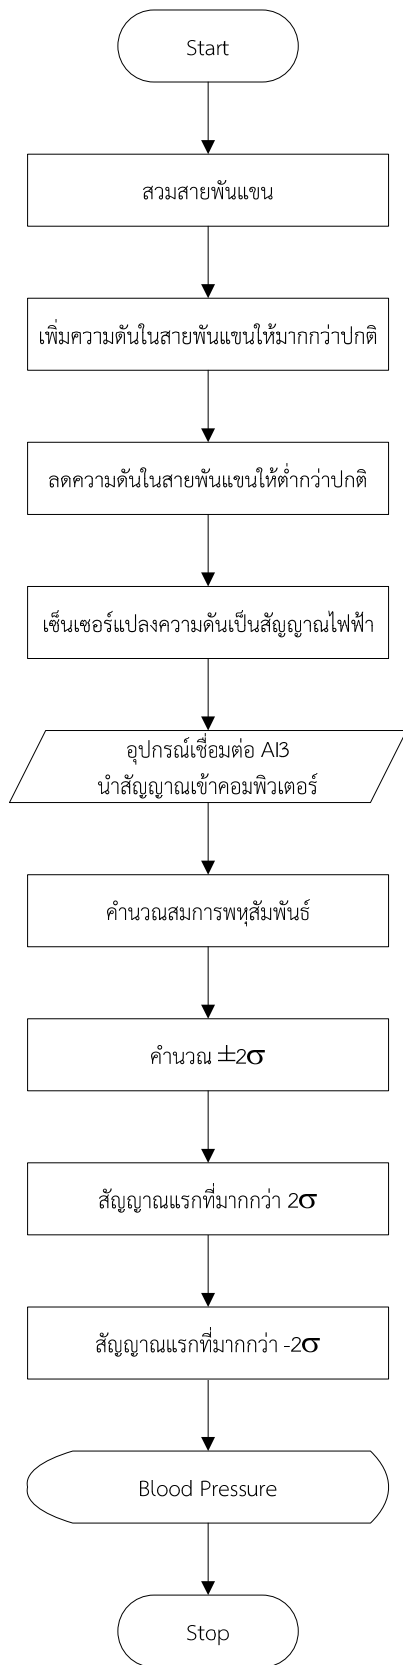 Start
สวมสายพันแขน
เพิ่มความดันในสายพันแขนให้มากกว่าปกติ
ลดความดันในสายพันแขนให้ต่ำกว่าปกติ
เซ็นเซอร์แปลงความดันเป็นสัญญาณไฟฟ้า
อุปกรณ์เชื่อมต่อ AI3
นำสัญญาณเข้าคอมพิวเตอร์
คำนวณสมการพหุสัมพันธ์
คำนวณ ±2σ
สัญญาณแรกที่มากกว่า 2σ
สัญญาณแรกที่มากกว่า -2σ
Blood Pressure
Stop